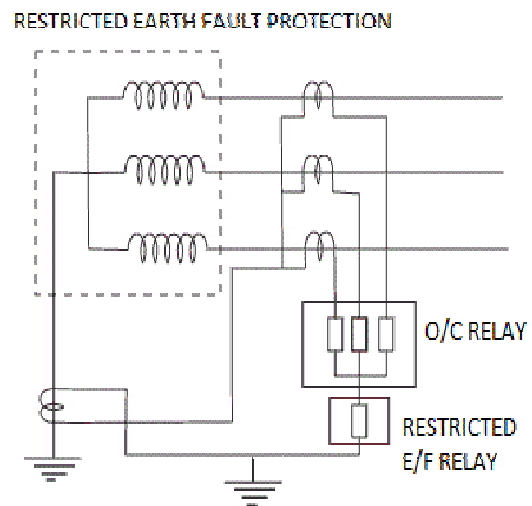 RESTRICTED EARTH FAULT PROTECTION
O/C RELAY
RESTRICTED
E/F RELAY